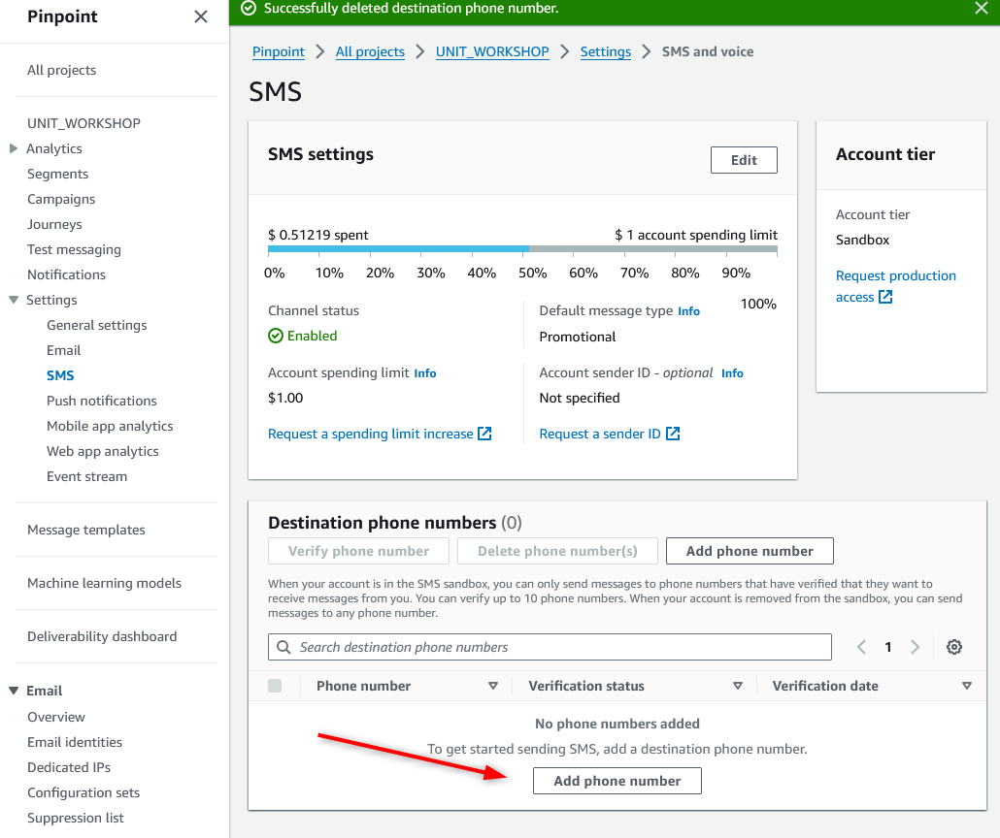 Pinpoint
All projects
UNIT_WORKSHOP
Analytics
Segments
Campaigns
Journeys
Test messaging
Notifications
Settings
General settings
Email
SMS
Push notifications
Mobile app analytics
Web app analytics
Event stream
Message templates
Machine learning models
Deliverability dashboard
Email
Overview
Email identities
Dedicated IPs
Configuration sets
Suppression list
Successfully deleted destination phone number.
Pinpoint All projects UNIT_WORKSHOP Settings SMS and voice
SMS
SMS settings
Edit
$ 0.51219 spent $ 1 account spending limit
0% 10% 20% 30% 40% 50% 60% 70% 80% 90%
100%
Channel status
Enabled
Default message type Info
Promotional
Account spending limit Info
$1.00
Request a spending limit increase
Account sender ID - optional Info
Not specified
Request a sender ID
Account tier
Account tier
Sandbox
Request production
access
Destination phone numbers (0)
Verify phone number Delete phone number(s) Add phone number
When your account is in the SMS sandbox, you can only send messages to phone numbers that have verified that they want to
receive messages from you. You can verify up to 10 phone numbers. When your account is removed from the sandbox, you can send
messages to any phone number.
Search destination phone numbers
1
Phone number Verification status Verification date
No phone numbers added
To get started sending SMS, add a destination phone number.
Add phone number